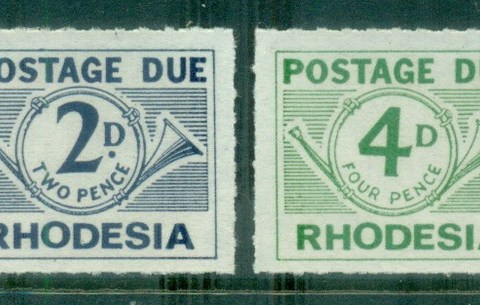 POSTAGE DUE
2D.
TWO PENCE
RHODESIA
POSTAGE DU
4D
FOUR PENCE
RHODESIA